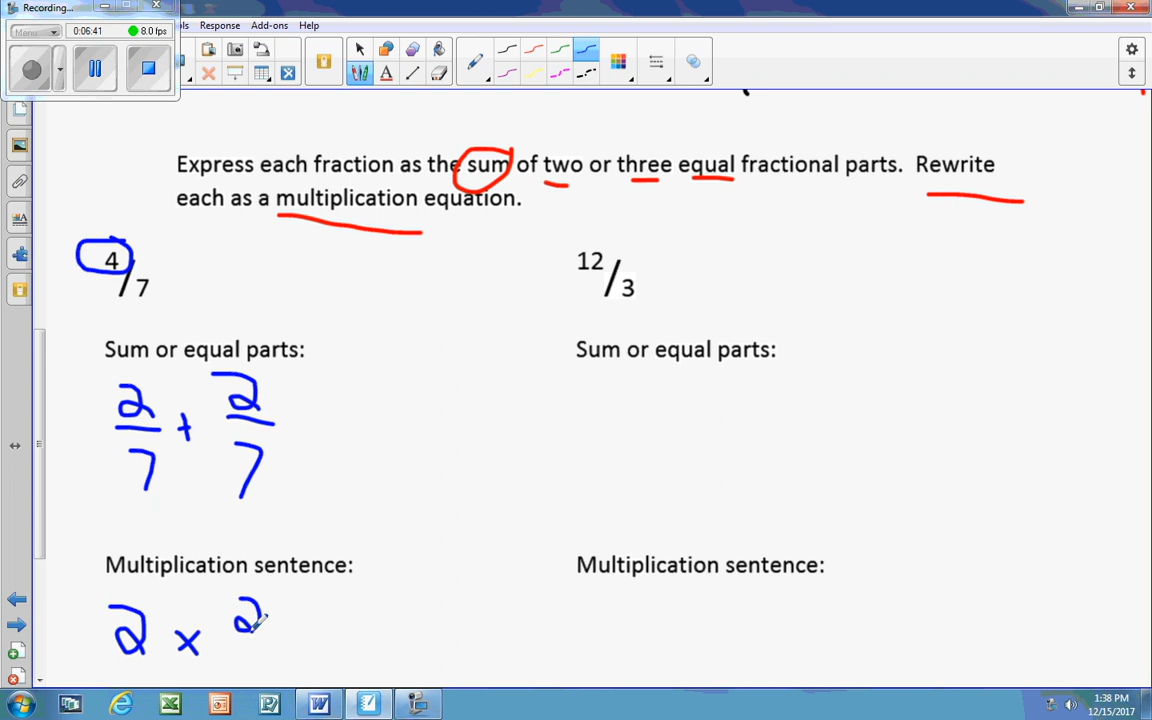 Recording...
Menu
0:06:41
8.0 fps
ls Response Add-ons Help
Express each fraction as the sum of two or three equal fractional parts. Rewrite
each as a multiplication equation.
4/7
12/3
Sum or equal parts:
Sum or equal parts:
2/7 + 2/7
Multiplication sentence:
Multiplication sentence:
2 x 2
1:38 PM
12/15/2017